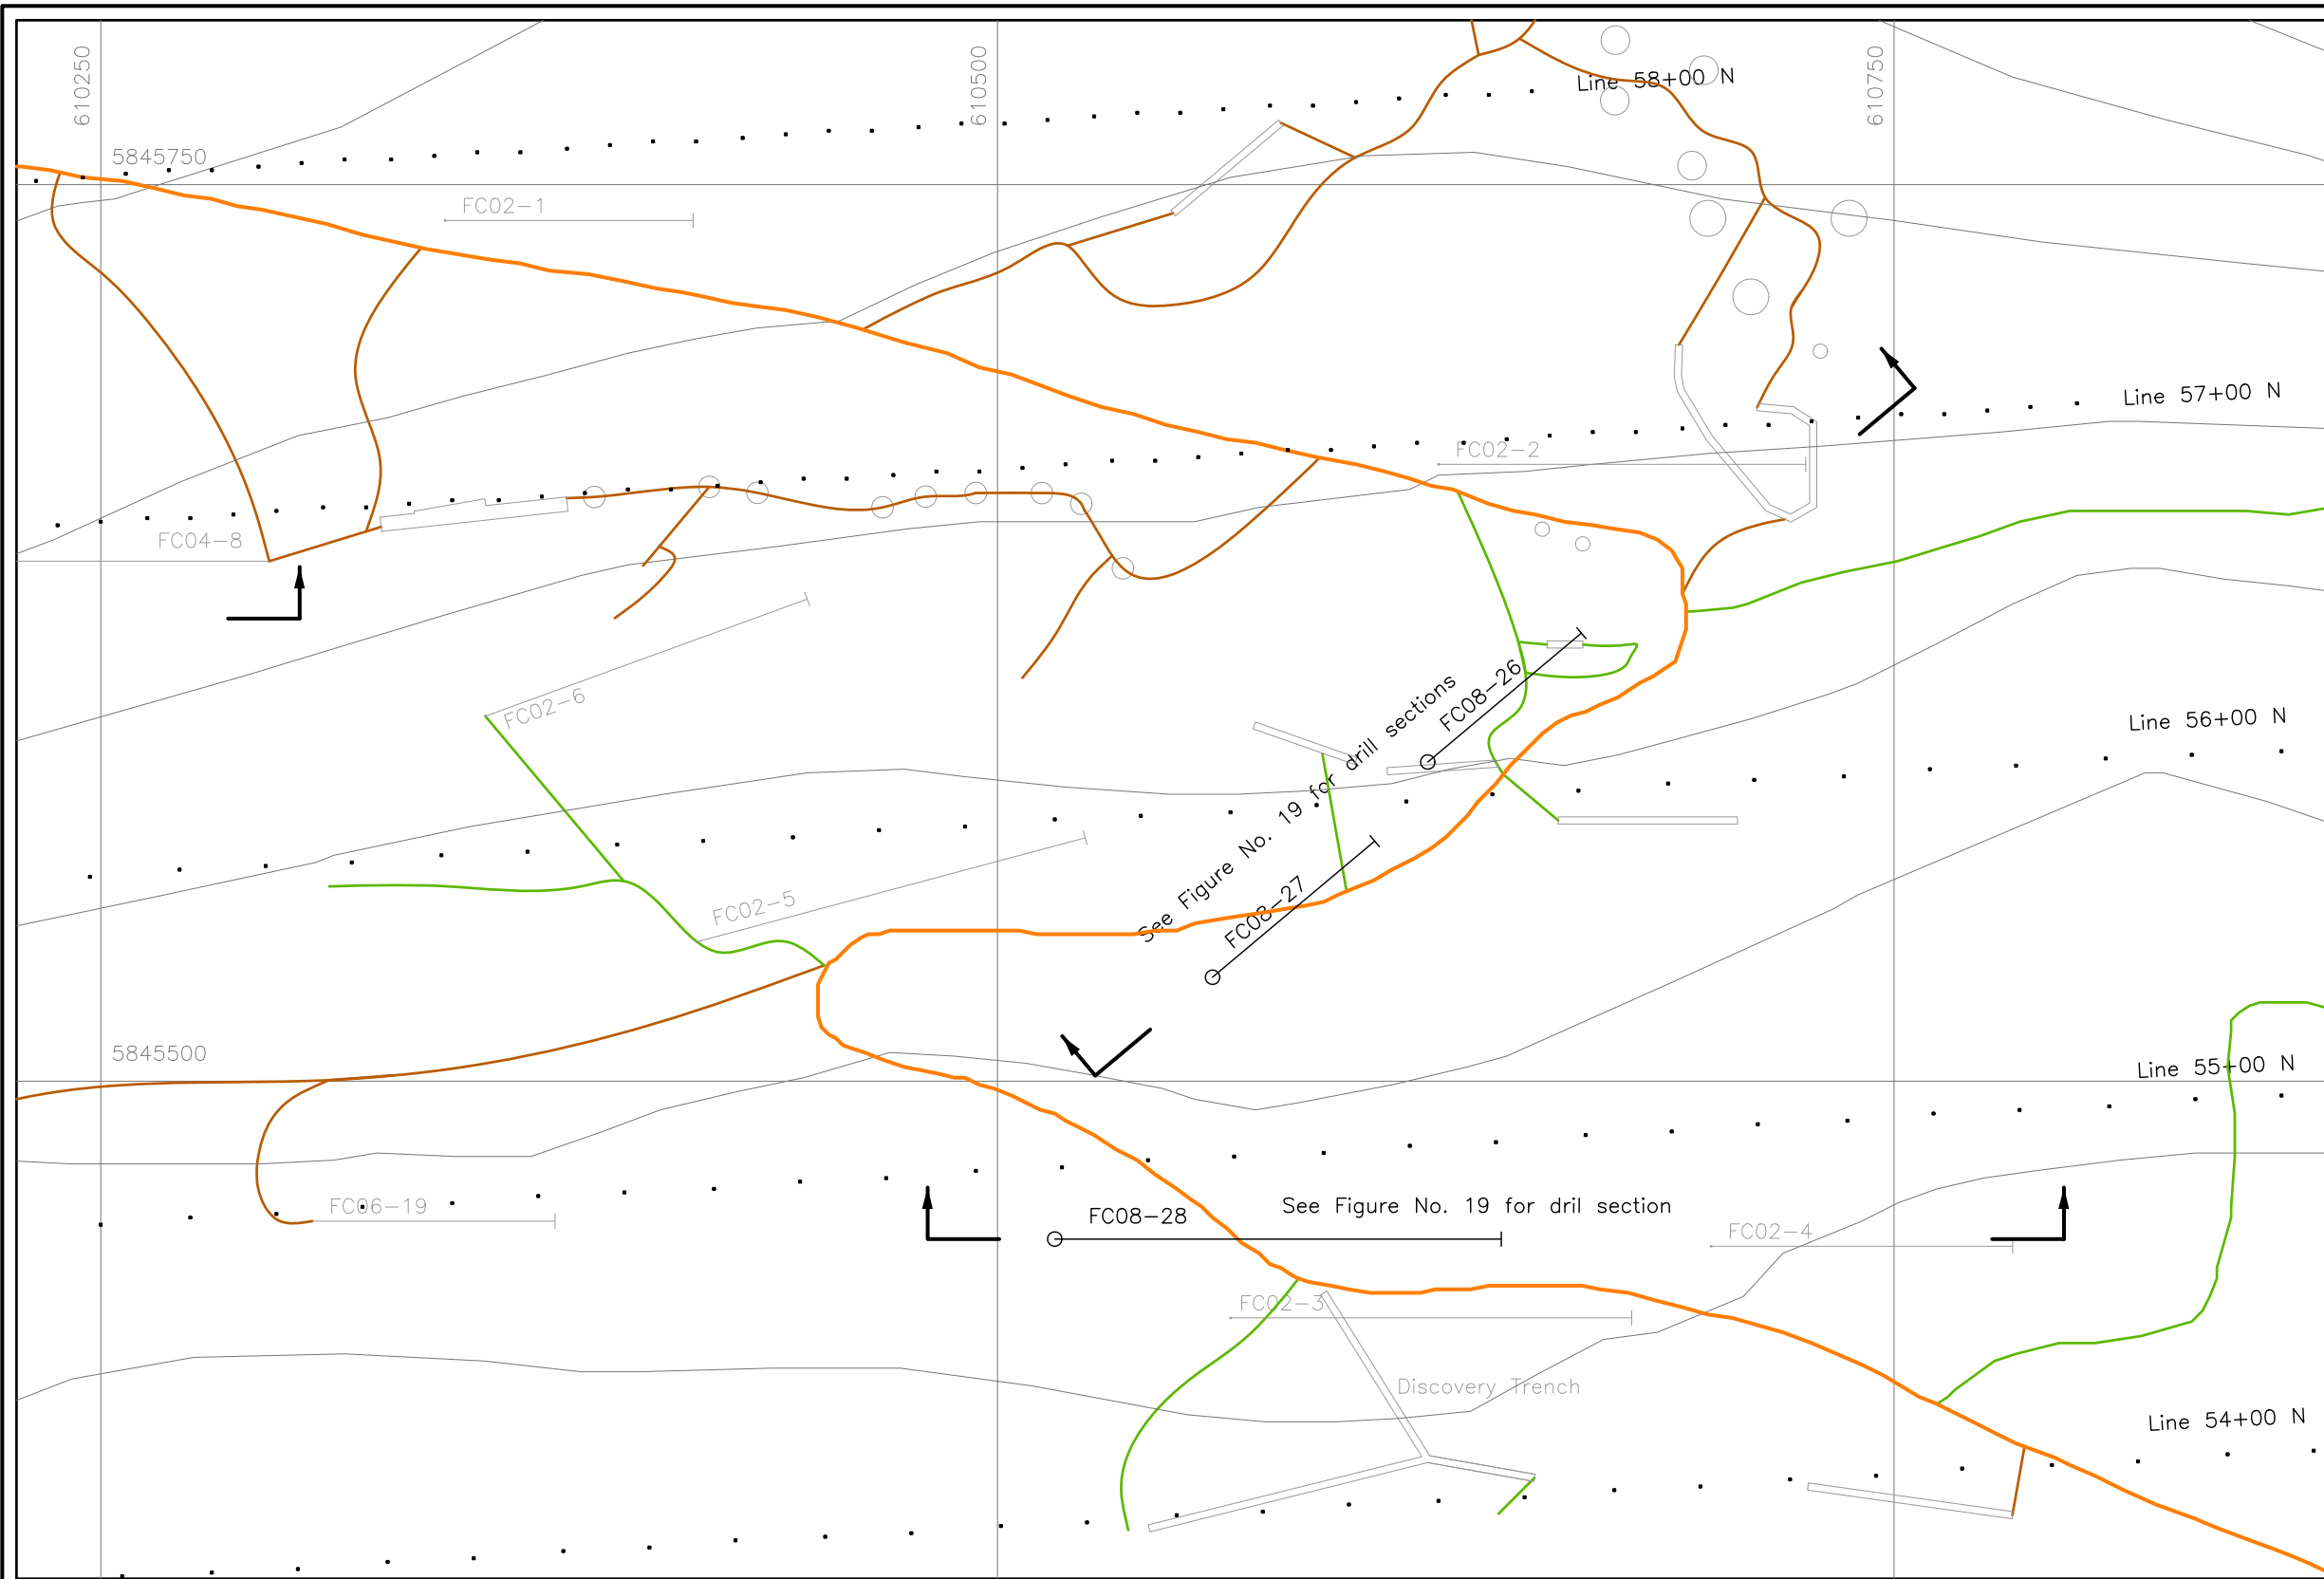 610250
610500
610750
Line 58+00 N
5845750
FC02-1
Line 57+00 N
FC02-2
FC04-8
FC02-6
FC08-26
See Figure No. 19 for drill sections
Line 56+00 N
FC02-5
FC08-27
5845500
Line 55+00 N
FC06-19
FC08-28
See Figure No. 19 for dril section
FC02-4
FC02-3
Discovery Trench
Line 54+00 N